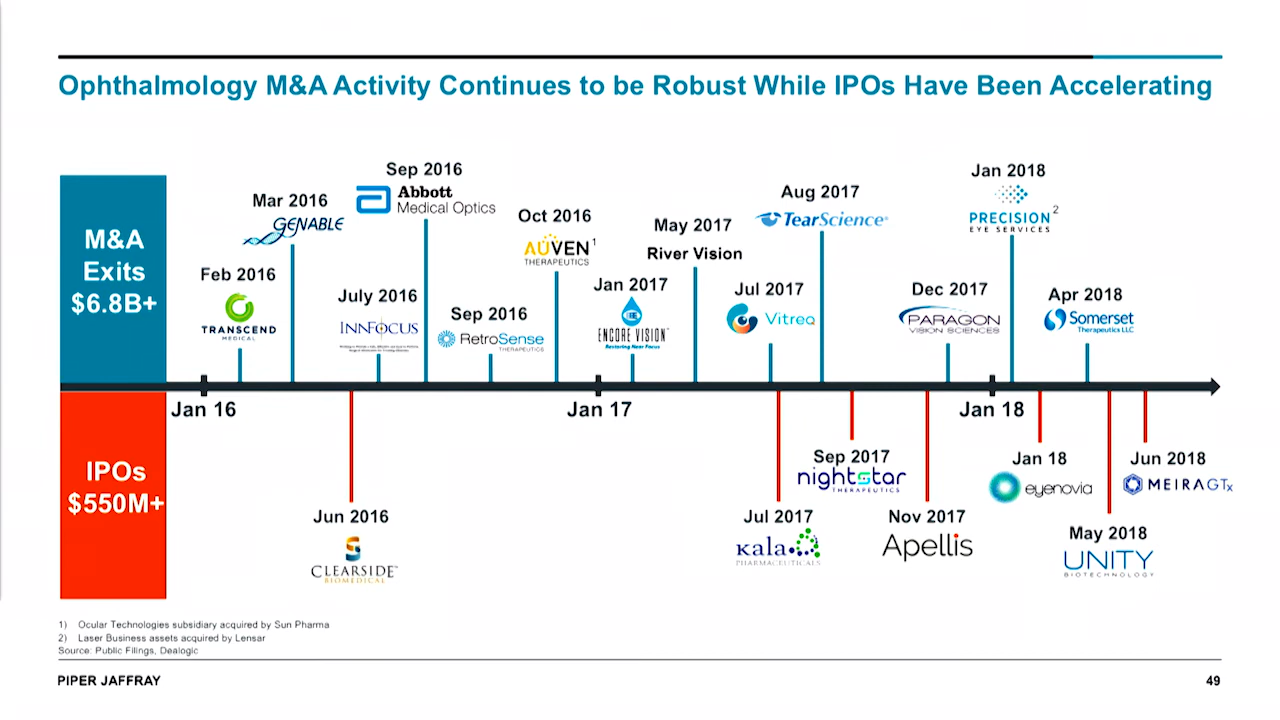 Ophthalmology M&A Activity Continues to be Robust While IPOs Have Been Accelerating
M&A
Exits
$6.8B+
Feb 2016
TRANSCEND
MEDICAL
Mar 2016
GENABLE
July 2016
INNFOCUS
Sep 2016
Abbott
Medical Optics
Sep 2016
RetroSense
THERAPEUTICS
Oct 2016
AUVEN 1
THERAPEUTICS
Jan 2017
ENCORE VISION™
Restoring Near Focus
May 2017
River Vision
Jul 2017
Vitreq
Aug 2017
TearScience
Dec 2017
PARAGON
VISION SCIENCES
Jan 2018
PRECISION 2
EYE SERVICES
Apr 2018
Somerset
Therapeutics LLC
Jan 16
Jan 17
Jan 18
IPOs
$550M+
Jun 2016
CLEARSIDE™
BIOMEDICAL
Jul 2017
kala
PHARMACEUTICALS
Sep 2017
nightstar
THERAPEUTICS
Nov 2017
Apellis
Jan 18
eyenovia
May 2018
UNITY
BIOTECHNOLOGY
Jun 2018
MEIRAGTx
1) Ocular Technologies subsidiary acquired by Sun Pharma
2) Laser Business assets acquired by Lensar
Source: Public Filings, Dealogic
PIPER JAFFRAY
49